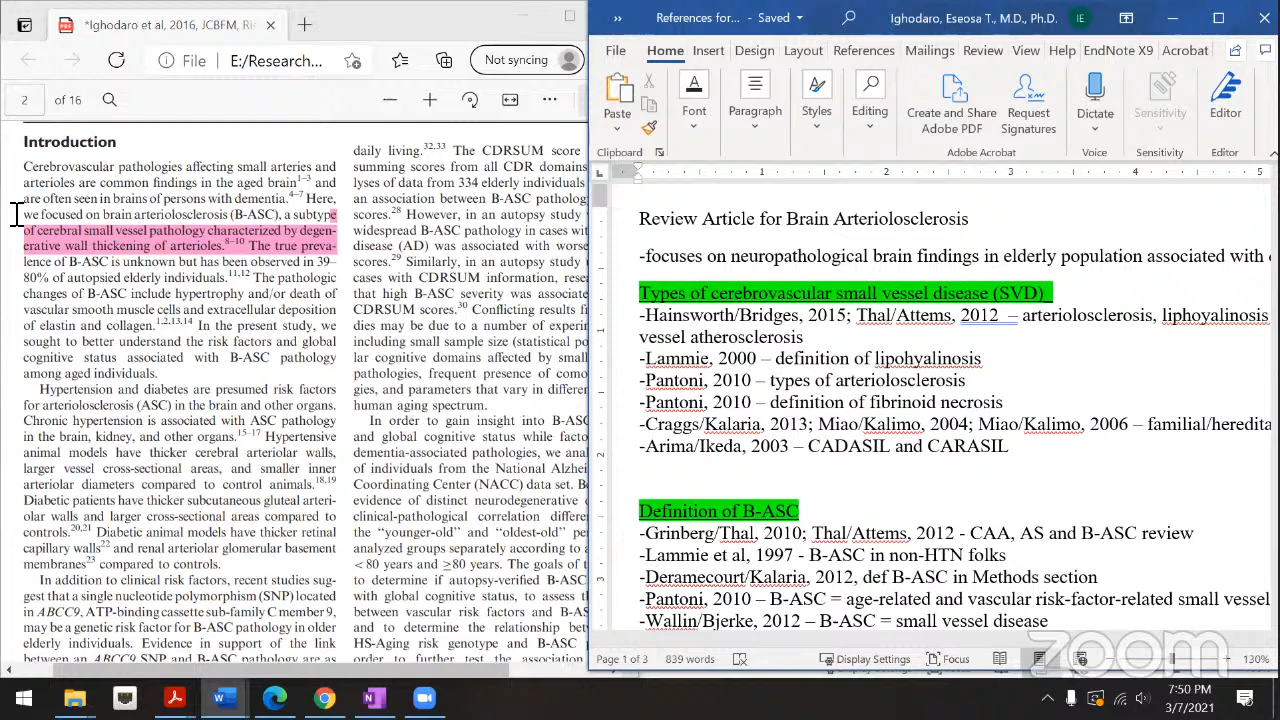 *Ighodaro et al, 2016, JCBFM, Ri
File E:/Research... Not syncing
2 of 16
Introduction
Cerebrovascular pathologies affecting small arteries and
arterioles are common findings in the aged brain1–3 and
are often seen in brains of persons with dementia.4–7 Here,
we focused on brain arteriolosclerosis (B-ASC), a subtype
of cerebral small vessel pathology characterized by degen-
erative wall thickening of arterioles.8–10 The true preva-
lence of B-ASC is unknown but has been observed in 39–
80% of autopsied elderly individuals.11,12 The pathologic
changes of B-ASC include hypertrophy and/or death of
vascular smooth muscle cells and extracellular deposition
of elastin and collagen.1,2,13,14 In the present study, we
sought to better understand the risk factors and global
cognitive status associated with B-ASC pathology
among aged individuals.
Hypertension and diabetes are presumed risk factors
for arteriolosclerosis (ASC) in the brain and other organs.
Chronic hypertension is associated with ASC pathology
in the brain, kidney, and other organs.15–17 Hypertensive
animal models have thicker cerebral arteriolar walls,
larger vessel cross-sectional areas, and smaller inner
arteriolar diameters compared to control animals.18,19
Diabetic patients have thicker subcutaneous gluteal arteri-
olar walls and larger cross-sectional areas compared to
controls.20,21 Diabetic animal models have thicker retinal
capillary walls22 and renal arteriolar glomerular basement
membranes23 compared to controls.
In addition to clinical risk factors, recent studies sug-
gest that a single nucleotide polymorphism (SNP) located
in ABCC9, ATP-binding cassette sub-family C member 9,
may be a genetic risk factor for B-ASC pathology in older
elderly individuals. Evidence in support of the link
between an ABCC9 SNP and B-ASC pathology are as
daily living.32,33 The CDRSUM score
summing scores from all CDR domains
lyses of data from 334 elderly individuals
an association between B-ASC patholog
scores.28 However, in an autopsy study
widespread B-ASC pathology in cases wit
disease (AD) was associated with worse
scores.29 Similarly, in an autopsy study
cases with CDRSUM information, rese
that high B-ASC severity was associate
CDRSUM scores.30 Conflicting results f
dies may be due to a number of experin
including small sample size (statistical po
lar cognitive domains affected by small
pathologies, frequent presence of como
gies, and parameters that vary in differe
human aging spectrum.
In order to gain insight into B-ASC
and global cognitive status while facto
dementia-associated pathologies, we ana
of individuals from the National Alzhei
Coordinating Center (NACC) data set. B
evidence of distinct neurodegenerative c
clinical-pathological correlation differe
the “younger-old” and “oldest-old” pe
analyzed groups separately according to a
<80 years and ≥80 years. The goals of t
to determine if autopsy-verified B-ASC
with global cognitive status, to assess th
between vascular risk factors and B-AS
and to determine the relationship betwe
HS-Aging risk genotype and B-ASC p
order to further test the association
References for... - Saved Ighodaro, Eseosa T., M.D., Ph.D. IE
File Home Insert Design Layout References Mailings Review View Help EndNote X9 Acrobat
Paste Font Paragraph Styles Editing Create and Share Adobe PDF Request Signatures Dictate Sensitivity Editor
Clipboard Adobe Acrobat Voice Sensitivity Editor
1 2 3 4 5
1
2
3
Review Article for Brain Arteriolosclerosis
-focuses on neuropathological brain findings in elderly population associated with
Types of cerebrovascular small vessel disease (SVD)
-Hainsworth/Bridges, 2015; Thal/Attems, 2012 – arteriolosclerosis, liphoyalinosis
vessel atherosclerosis
-Lammie, 2000 – definition of lipohyalinosis
-Pantoni, 2010 – types of arteriolosclerosis
-Pantoni, 2010 – definition of fibrinoid necrosis
-Craggs/Kalaria, 2013; Miao/Kalimo, 2004; Miao/Kalimo, 2006 – familial/heredita
-Arima/Ikeda, 2003 – CADASIL and CARASIL
Definition of B-ASC
-Grinberg/Thal, 2010; Thal/Attems, 2012 - CAA, AS and B-ASC review
-Lammie et al, 1997 - B-ASC in non-HTN folks
-Deramecourt/Kalaria, 2012, def B-ASC in Methods section
-Pantoni, 2010 – B-ASC = age-related and vascular risk-factor-related small vessel
-Wallin/Bjerke, 2012 – B-ASC = small vessel disease
zoom
Page 1 of 3 839 words Display Settings Focus 130%
7:50 PM
3/7/2021